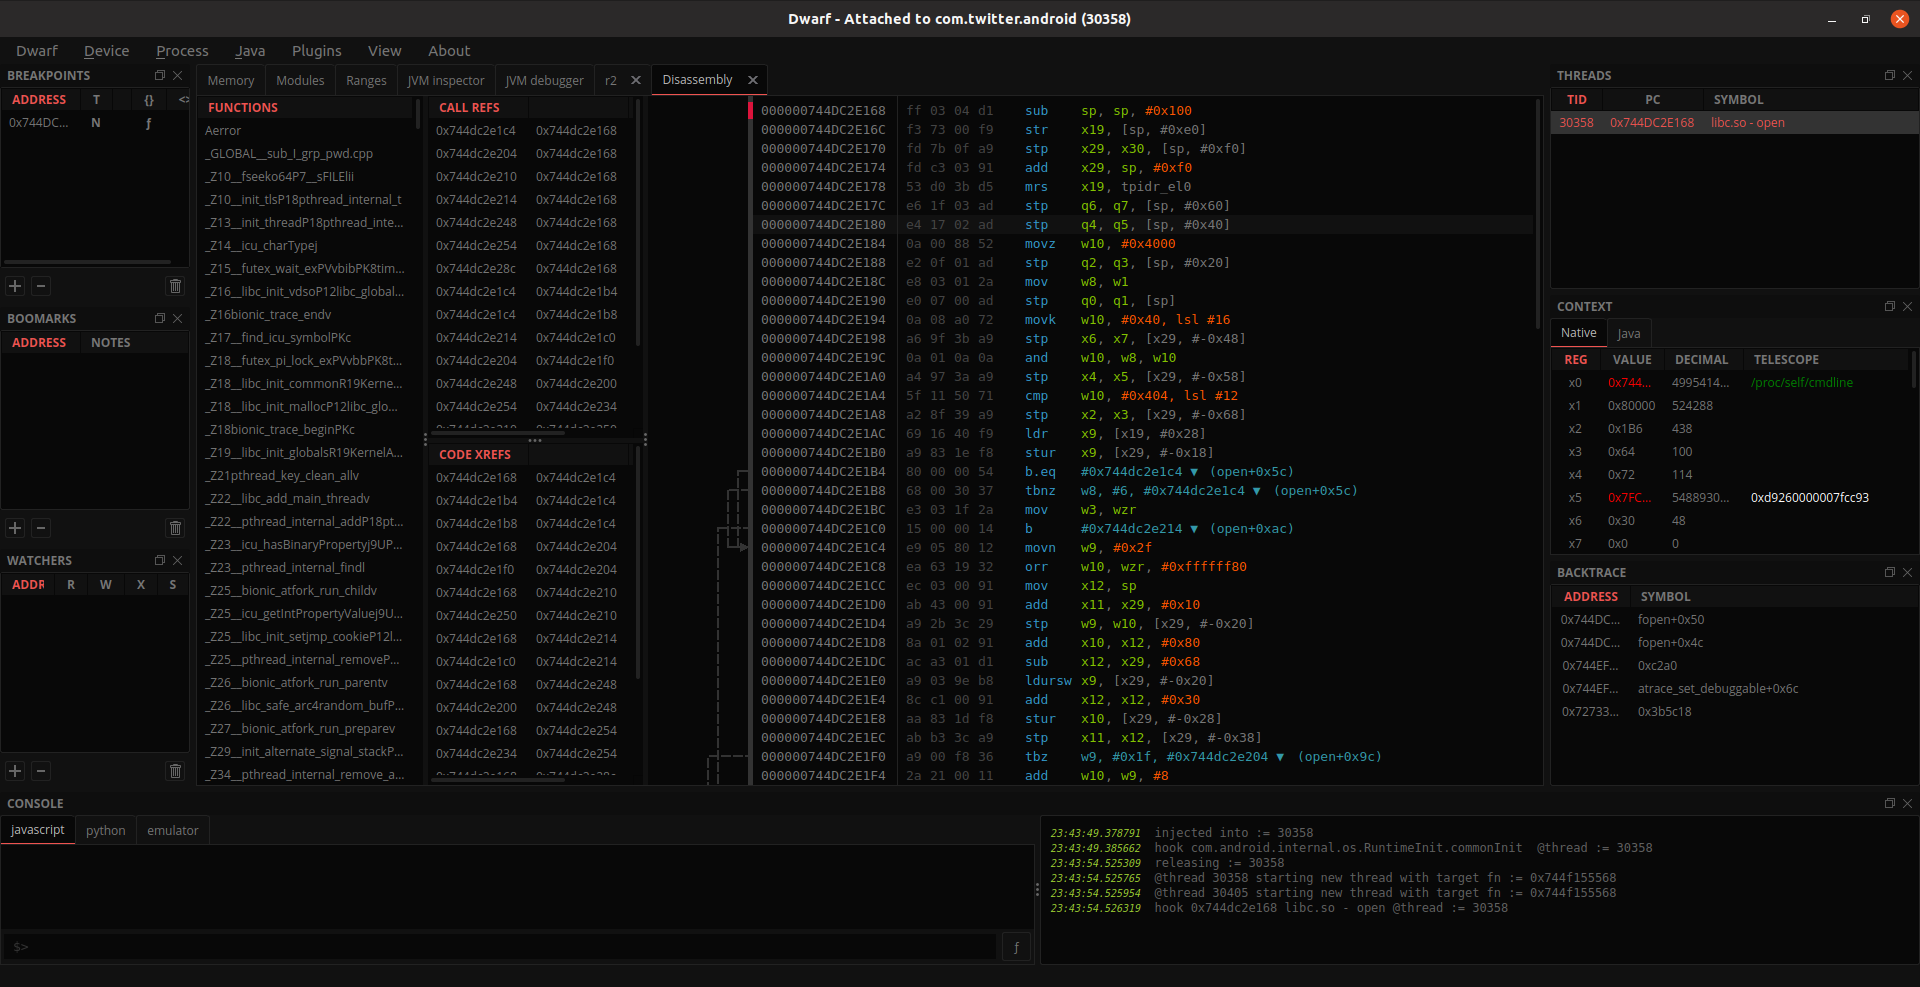 Dwarf - Attached to com.twitter.android (30358)
Dwarf Device Process Java Plugins View About
BREAKPOINTS
ADDRESS T {} <>
0x744DC... N ƒ
BOOMARKS
ADDRESS NOTES
WATCHERS
ADDR R W X S
Memory Modules Ranges JVM inspector JVM debugger r2 Disassembly
FUNCTIONS
Aerror
_GLOBAL__sub_I_grp_pwd.cpp
_Z10__fseeko64P7__sFILElii
_Z10__init_tlsP18pthread_internal_t
_Z13__init_threadP18pthread_inte...
_Z14__icu_charTypej
_Z15__futex_wait_exPVvbibPK8tim...
_Z16__libc_init_vdsoP12libc_global...
_Z16bionic_trace_endv
_Z17__find_icu_symbolPKc
_Z18__futex_pi_lock_exPVvbbPK8t...
_Z18__libc_init_commonR19Kerne...
_Z18__libc_init_mallocP12libc_glo...
_Z18bionic_trace_beginPKc
_Z19__libc_init_globalsR19KernelA...
_Z21pthread_key_clean_allv
_Z22__libc_add_main_threadv
_Z22__pthread_internal_addP18pt...
_Z23__icu_hasBinaryPropertyj9UP...
_Z23__pthread_internal_findl
_Z25__bionic_atfork_run_childv
_Z25__icu_getIntPropertyValuej9U...
_Z25__libc_init_setjmp_cookieP12l...
_Z25__pthread_internal_removeP...
_Z26__bionic_atfork_run_parentv
_Z26__libc_safe_arc4random_bufP...
_Z27__bionic_atfork_run_preparev
_Z29__init_alternate_signal_stackP...
_Z34__pthread_internal_remove_a...
CALL REFS
0x744dc2e1c4 0x744dc2e168
0x744dc2e204 0x744dc2e168
0x744dc2e210 0x744dc2e168
0x744dc2e214 0x744dc2e168
0x744dc2e248 0x744dc2e168
0x744dc2e254 0x744dc2e168
0x744dc2e28c 0x744dc2e168
0x744dc2e1c4 0x744dc2e1b4
0x744dc2e1c4 0x744dc2e1b8
0x744dc2e214 0x744dc2e1c0
0x744dc2e204 0x744dc2e1f0
0x744dc2e248 0x744dc2e200
0x744dc2e254 0x744dc2e234
CODE XREFS
0x744dc2e168 0x744dc2e1c4
0x744dc2e1b4 0x744dc2e1c4
0x744dc2e1b8 0x744dc2e1c4
0x744dc2e168 0x744dc2e204
0x744dc2e1f0 0x744dc2e204
0x744dc2e168 0x744dc2e210
0x744dc2e250 0x744dc2e210
0x744dc2e168 0x744dc2e214
0x744dc2e1c0 0x744dc2e214
0x744dc2e168 0x744dc2e248
0x744dc2e200 0x744dc2e248
0x744dc2e168 0x744dc2e254
0x744dc2e234 0x744dc2e254
000000744DC2E168 ff 03 04 d1 sub sp, sp, #0x100
000000744DC2E16C f3 73 00 f9 str x19, [sp, #0xe0]
000000744DC2E170 fd 7b 0f a9 stp x29, x30, [sp, #0xf0]
000000744DC2E174 fd c3 03 91 add x29, sp, #0xf0
000000744DC2E178 53 d0 3b d5 mrs x19, tpidr_el0
000000744DC2E17C e6 1f 03 ad stp q6, q7, [sp, #0x60]
000000744DC2E180 e4 17 02 ad stp q4, q5, [sp, #0x40]
000000744DC2E184 0a 00 88 52 movz w10, #0x4000
000000744DC2E188 e2 0f 01 ad stp q2, q3, [sp, #0x20]
000000744DC2E18C e8 03 01 2a mov w8, w1
000000744DC2E190 e0 07 00 ad stp q0, q1, [sp]
000000744DC2E194 0a 08 a0 72 movk w10, #0x40, lsl #16
000000744DC2E198 a6 9f 3b a9 stp x6, x7, [x29, #-0x48]
000000744DC2E19C 0a 01 0a 0a and w10, w8, w10
000000744DC2E1A0 a4 97 3a a9 stp x4, x5, [x29, #-0x58]
000000744DC2E1A4 5f 11 50 71 cmp w10, #0x404, lsl #12
000000744DC2E1A8 a2 8f 39 a9 stp x2, x3, [x29, #-0x68]
000000744DC2E1AC 69 16 40 f9 ldr x9, [x19, #0x28]
000000744DC2E1B0 a9 83 1e f8 stur x9, [x29, #-0x18]
000000744DC2E1B4 80 00 00 54 b.eq #0x744dc2e1c4 ▼ (open+0x5c)
000000744DC2E1B8 68 00 30 37 tbnz w8, #6, #0x744dc2e1c4 ▼ (open+0x5c)
000000744DC2E1BC e3 03 1f 2a mov w3, wzr
000000744DC2E1C0 15 00 00 14 b #0x744dc2e214 ▼ (open+0xac)
000000744DC2E1C4 e9 05 80 12 movn w9, #0x2f
000000744DC2E1C8 ea 63 19 32 orr w10, wzr, #0xffffff80
000000744DC2E1CC ec 03 00 91 mov x12, sp
000000744DC2E1D0 ab 43 00 91 add x11, x29, #0x10
000000744DC2E1D4 a9 2b 3c 29 stp w9, w10, [x29, #-0x20]
000000744DC2E1D8 8a 01 02 91 add x10, x12, #0x80
000000744DC2E1DC ac a3 01 d1 sub x12, x29, #0x68
000000744DC2E1E0 a9 03 9e b8 ldursw x9, [x29, #-0x20]
000000744DC2E1E4 8c c1 00 91 add x12, x12, #0x30
000000744DC2E1E8 aa 83 1d f8 stur x10, [x29, #-0x28]
000000744DC2E1EC ab b3 3c a9 stp x11, x12, [x29, #-0x38]
000000744DC2E1F0 a9 00 f8 36 tbz w9, #0x1f, #0x744dc2e204 ▼ (open+0x9c)
000000744DC2E1F4 2a 21 00 11 add w10, w9, #8
THREADS
TID PC SYMBOL
30358 0x744DC2E168 libc.so - open
CONTEXT
Native Java
REG VALUE DECIMAL TELESCOPE
x0 0x744... 4995414... /proc/self/cmdline
x1 0x80000 524288
x2 0x1B6 438
x3 0x64 100
x4 0x72 114
x5 0x7FC... 5488930... 0xd9260000007fcc93
x6 0x30 48
x7 0x0 0
BACKTRACE
ADDRESS SYMBOL
0x744DC... fopen+0x50
0x744DC... fopen+0x4c
0x744EF... 0xc2a0
0x744EF... atrace_set_debuggable+0x6c
0x72733... 0x3b5c18
CONSOLE
javascript python emulator
$>
ƒ
23:43:49.378791 injected into := 30358
23:43:49.385662 hook com.android.internal.os.RuntimeInit.commonInit @thread := 30358
23:43:54.525309 releasing := 30358
23:43:54.525765 @thread 30358 starting new thread with target fn := 0x744f155568
23:43:54.525954 @thread 30405 starting new thread with target fn := 0x744f155568
23:43:54.526319 hook 0x744dc2e168 libc.so - open @thread := 30358